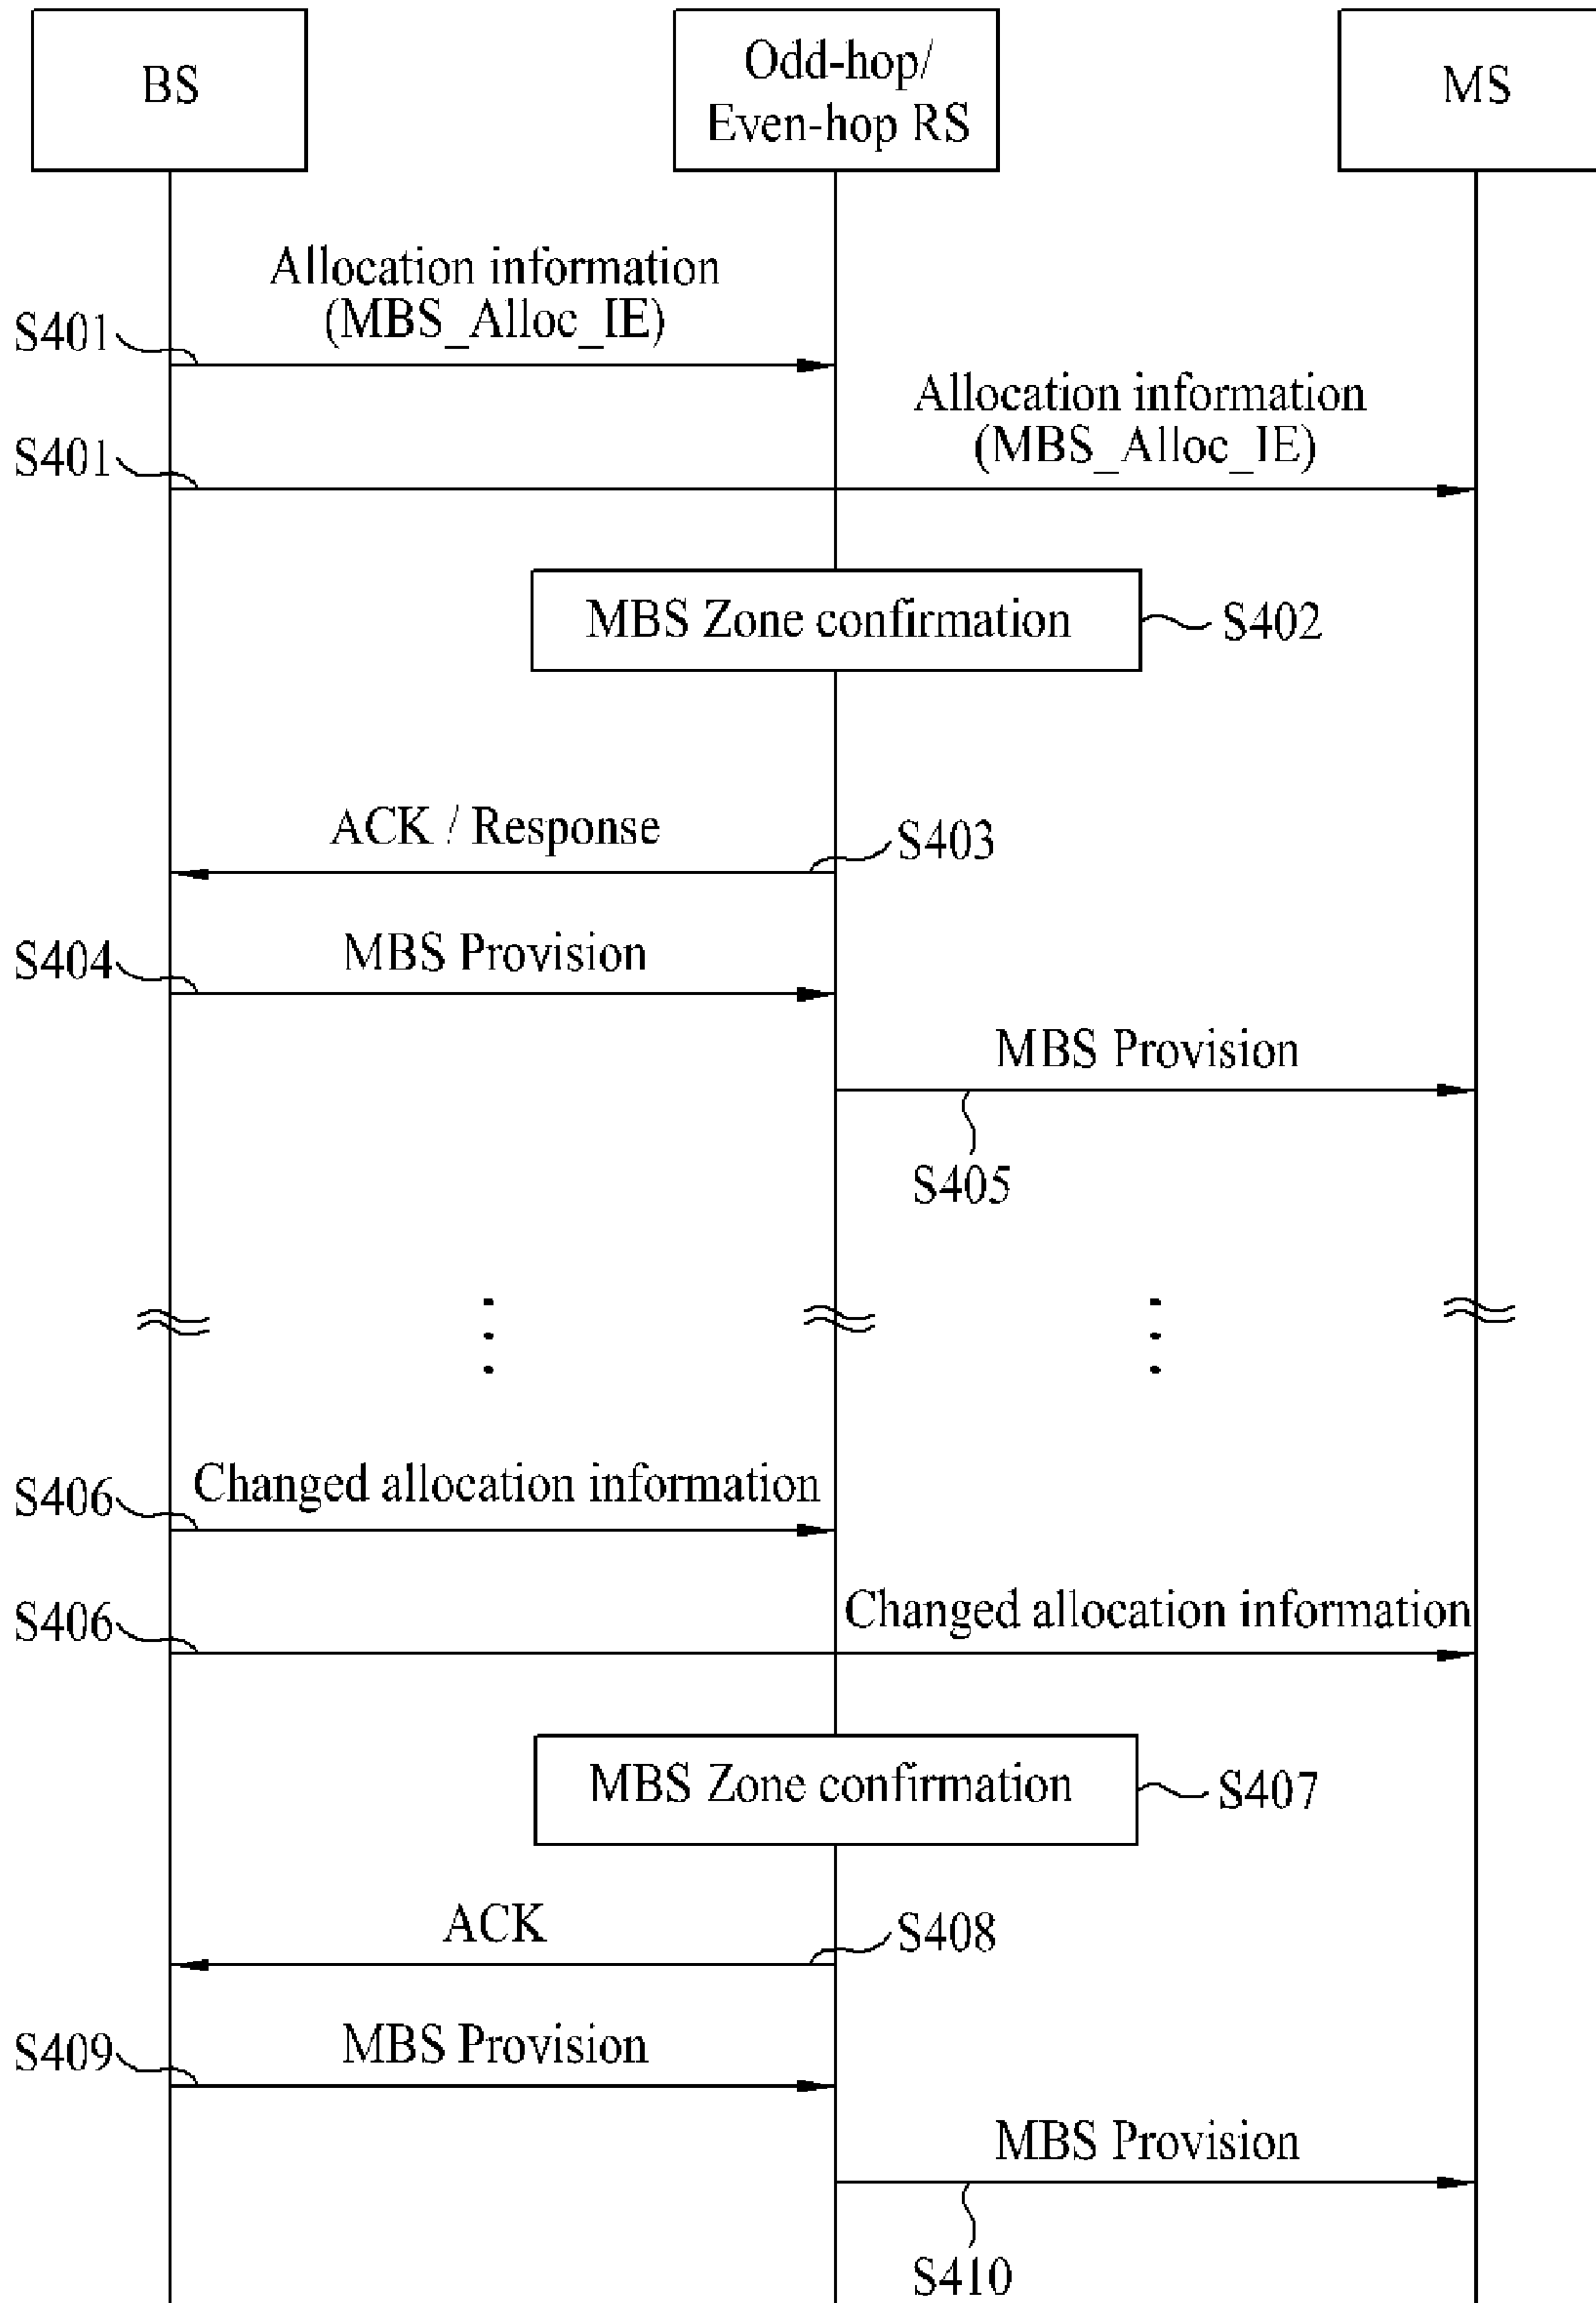 BS
Odd-hop/
Even-hop RS
MS
Allocation information
(MBS_Alloc_IE)
S401
Allocation information
(MBS_Alloc_IE)
S401
MBS Zone confirmation
S402
ACK / Response
S403
MBS Provision
S404
MBS Provision
S405
Changed allocation information
S406
Changed allocation information
S406
MBS Zone confirmation
S407
ACK
S408
MBS Provision
S409
MBS Provision
S410